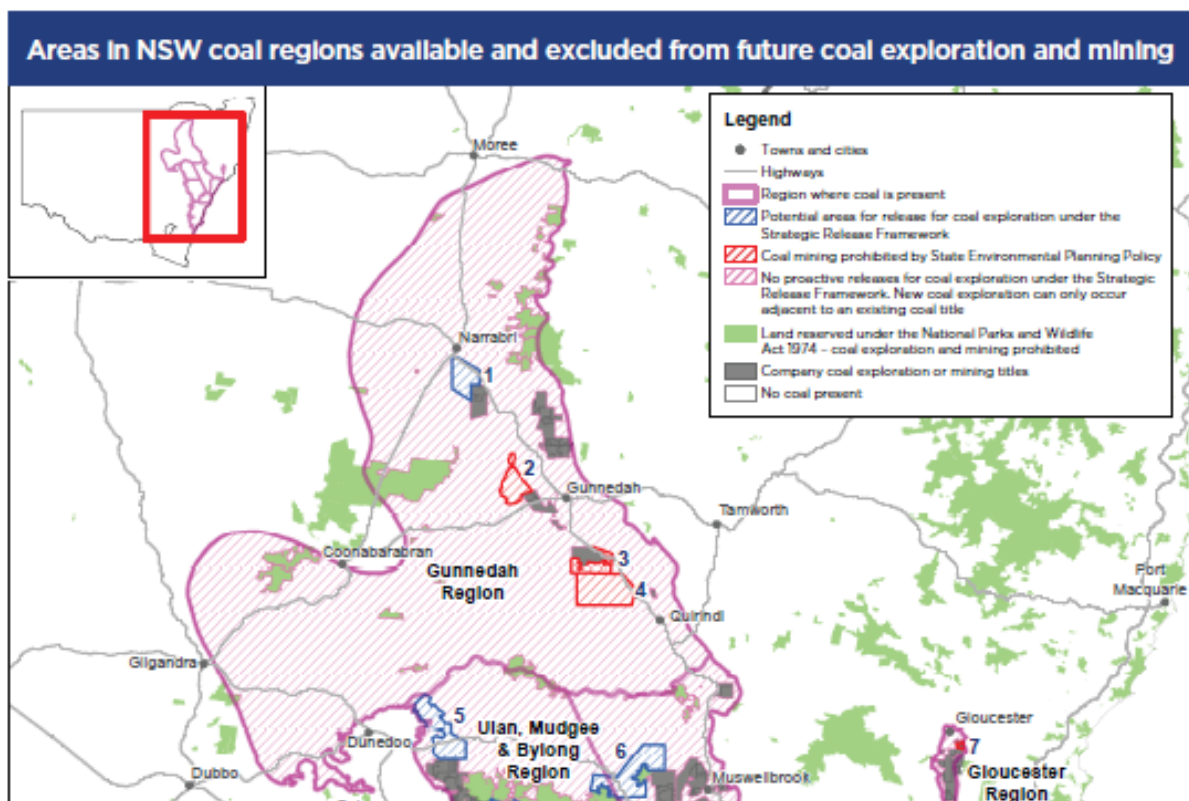 Areas in NSW coal regions available and excluded from future coal exploration and mining
Legend
Towns and cities
Highways
Region where coal is present
Potential areas for release for coal exploration under the
Strategic Release Framework
Coal mining prohibited by State Environmental Planning Policy
No proactive releases for coal exploration under the Strategic
Release Framework. New coal exploration can only occur
adjacent to an existing coal title
Land reserved under the National Parks and Wildlife
Act 1974 – coal exploration and mining prohibited
Company coal exploration or mining titles
No coal present
Moree
Narrabri
1
2
Gunnedah
Tamworth
Coonabarabran
Gunnedah
Region
3
4
Port
Macquarie
Quirindi
Gilgandra
5
Ulan, Mudgee
& Bylong
Region
6
Dunedoo
Gloucester
7
Gloucester
Region
Dubbo
Muswellbrook